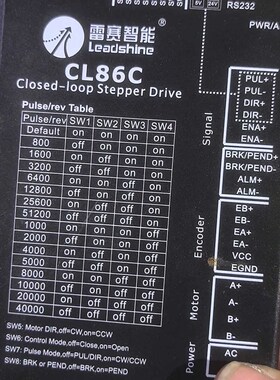 S S S S S S
5V 24V
RS232
雷赛智能
Leadshine
PWR/A
CL86C
Closed-loop Stepper Drive
Pulse/rev Table
Pulse/rev SW1 SW2 SW3 SW4
Default on on on on
800 off on on on
1600 on off on on
3200 off off on on
6400 on on off on
12800 off on off on
25600 on off off on
51200 off off off on
1000 on on on off
2000 off on on off
4000 on off on off
5000 off off on off
8000 on on off off
10000 off on off off
20000 on off off off
40000 off off off off
SW5: Motor DIR,off=CW,on=CCW
SW6: Control Mode,off=Close,on=Open
SW7: Pulse Mode,off=PUL/DIR,on=CW/CCW
SW8: BRK or PEND,off=BRK,on=PEND
Signal
PUL+
PUL-
DIR+
DIR-
ENA+
ENA-
BRK/PEND+
BRK/PEND-
ALM+
ALM-
Encoder
EB+
EB-
EA+
EA-
VCC
EGND
Motor
A+
A-
B+
B-
Power
AC